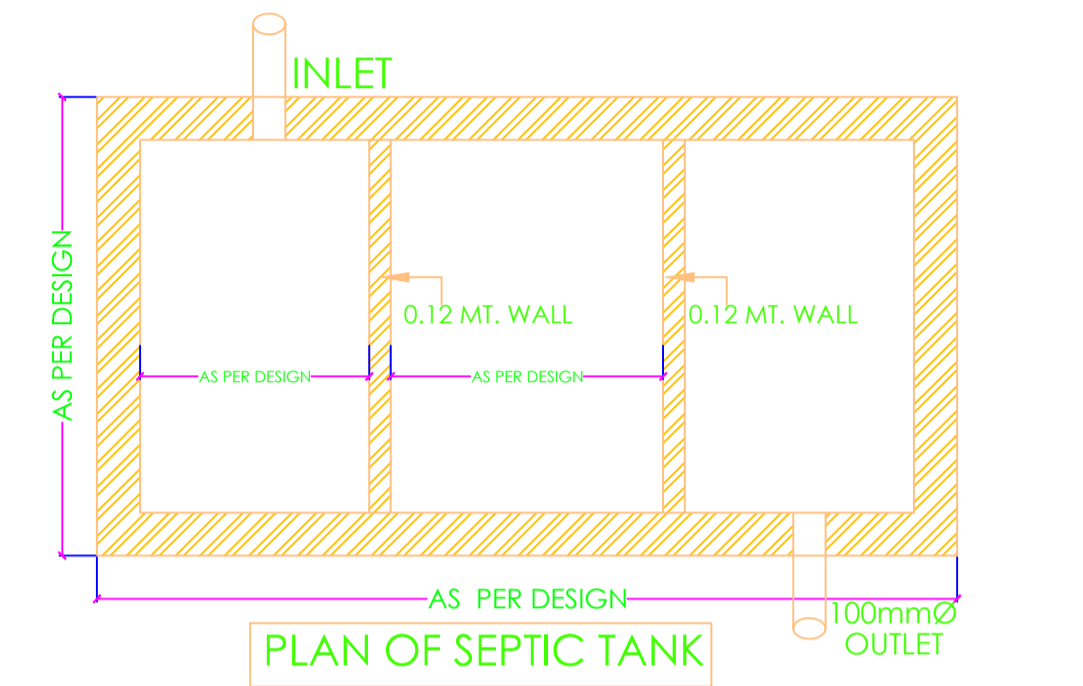 INLET
AS PER DESIGN
0.12 MT. WALL
0.12 MT. WALL
AS PER DESIGN
AS PER DESIGN
AS PER DESIGN
100mmØ
OUTLET
PLAN OF SEPTIC TANK